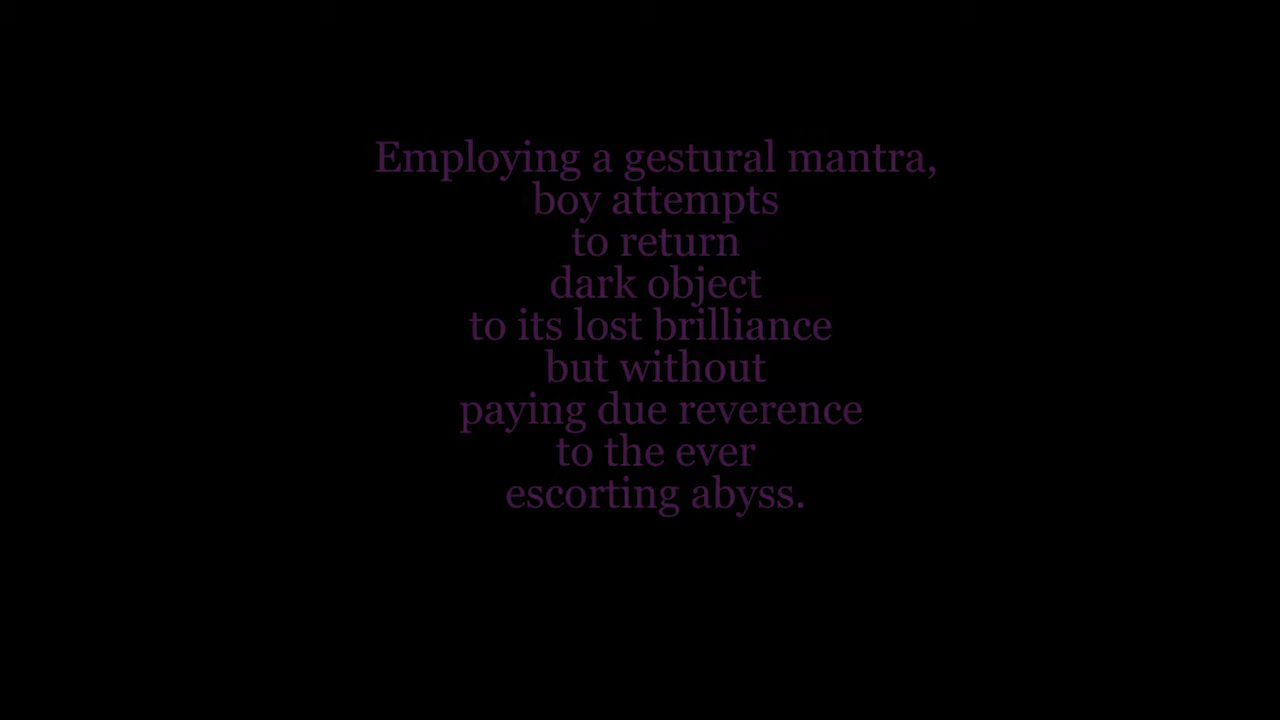 Employing a gestural mantra,
boy attempts
to return
dark object
to its lost brilliance
but without
paying due reverence
to the ever
escorting abyss.